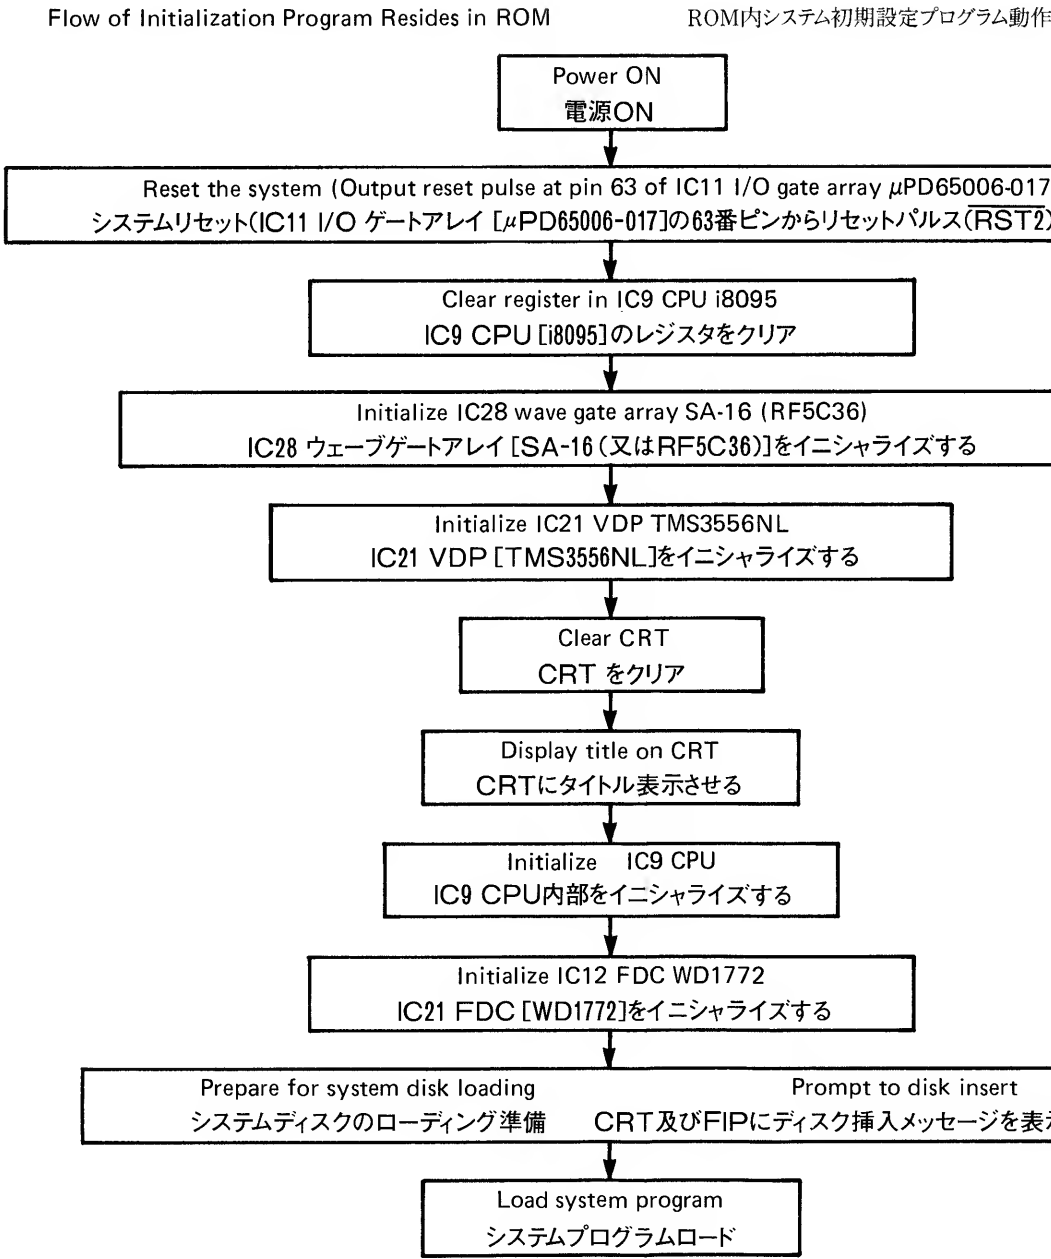 Flow of Initialization Program Resides in ROM
ROM内システム初期設定プログラム動作
Power ON
電源ON
Reset the system (Output reset pulse at pin 63 of IC11 I/O gate array μPD65006-017
システムリセット(IC11 I/O ゲートアレイ [μPD65006-017]の63番ピンからリセットパルス(RST2)
Clear register in IC9 CPU i8095
IC9 CPU [i8095]のレジスタをクリア
Initialize IC28 wave gate array SA-16 (RF5C36)
IC28 ウェーブゲートアレイ [SA-16 (又はRF5C36)]をイニシャライズする
Initialize IC21 VDP TMS3556NL
IC21 VDP [TMS3556NL]をイニシャライズする
Clear CRT
CRT をクリア
Display title on CRT
CRTにタイトル表示させる
Initialize IC9 CPU
IC9 CPU内部をイニシャライズする
Initialize IC12 FDC WD1772
IC21 FDC [WD1772]をイニシャライズする
Prepare for system disk loading
システムディスクのローディング準備
Prompt to disk insert
CRT及びFIPにディスク挿入メッセージを表
Load system program
システムプログラムロード